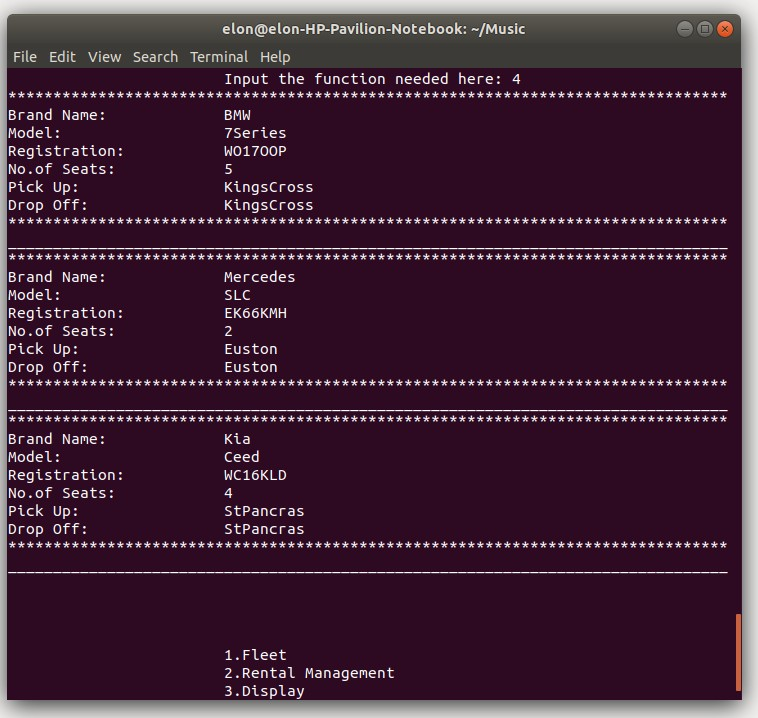 elon@elon-HP-Pavilion-Notebook: ~/Music
File Edit View Search Terminal Help
Input the function needed here: 4
********************************************************************************
Brand Name: BMW
Model: 7Series
Registration: WO17OOP
No.of Seats: 5
Pick Up: KingsCross
Drop Off: KingsCross
********************************************************************************
________________________________________________________________________________
********************************************************************************
Brand Name: Mercedes
Model: SLC
Registration: EK66KMH
No.of Seats: 2
Pick Up: Euston
Drop Off: Euston
********************************************************************************
________________________________________________________________________________
********************************************************************************
Brand Name: Kia
Model: Ceed
Registration: WC16KLD
No.of Seats: 4
Pick Up: StPancras
Drop Off: StPancras
********************************************************************************
________________________________________________________________________________
1.Fleet
2.Rental Management
3.Display